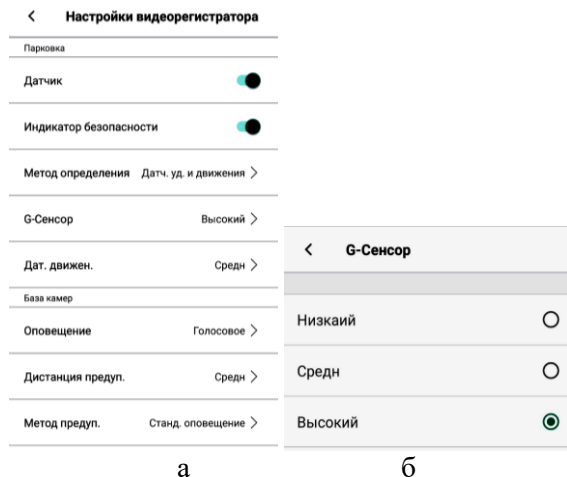 Настройки видеорегистратора
Парковка
Датчик
Индикатор безопасности
Метод определения Датч. уд. и движения
G-Сенсор Высокий
Дат. движен. Средн
База камер
Оповещение Голосовое
Дистанция предуп. Средн
Метод предуп. Станд. оповещение
а
G-Сенсор
Низкаий
Средн
Высокий
б